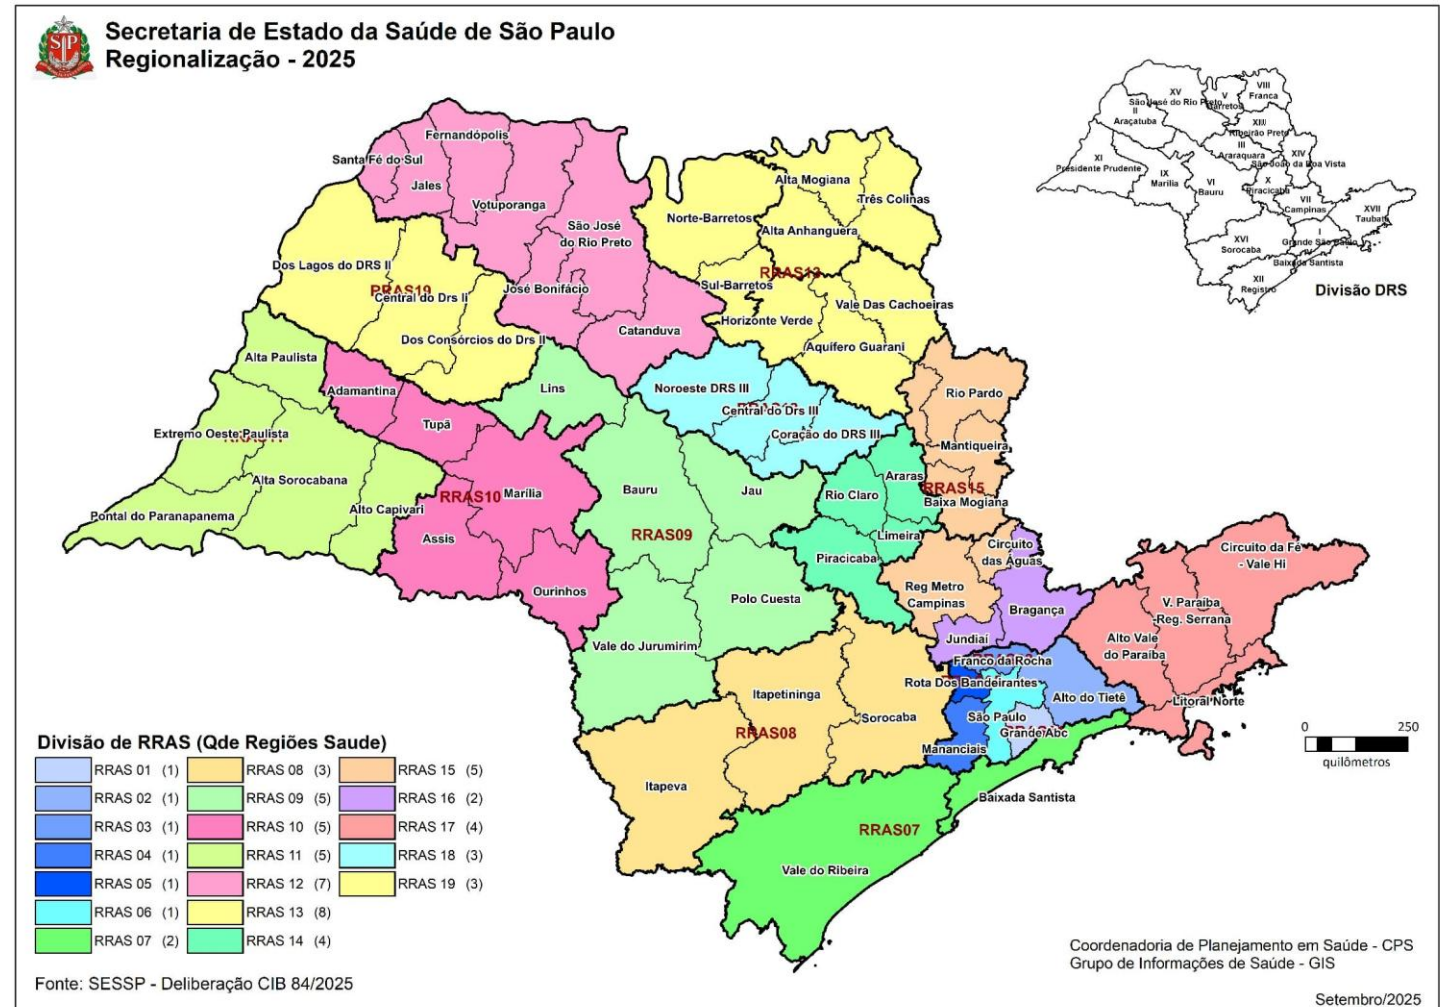 Secretaria de Estado da Saúde de São Paulo
Regionalização - 2025
SP
XV
São José do Rio Preto
V
Barretos
VIII
Franca
II
Araçatuba
XIII
Ribeirão Preto
III
Araraquara
XIV
São João da Boa Vista
XI
Presidente Prudente
IX
Marília
VI
Bauru
X
Piracicaba
VII
Campinas
XVII
Taubaté
I
Grande São Paulo
XVI
Sorocaba
IV
Baixada Santista
XII
Registro
Divisão DRS
Fernandópolis
Santa Fé do Sul
Jales
Votuporanga
São José
do Rio Preto
José Bonifácio
Catanduva
Alta Mogiana
Três Colinas
Norte-Barretos
Alta Anhanguera
RRAS13
Sul-Barretos
Vale Das Cachoeiras
Horizonte Verde
Aquífero Guarani
Dos Lagos do DRS II
RRAS19
Central do Drs Ii
Dos Consórcios do Drs II
Alta Paulista
Adamantina
Tupã
Lins
Noroeste DRS III
Central do Drs III
Coração do DRS III
Rio Pardo
Mantiqueira
RRAS15
Baixa Mogiana
Extremo Oeste Paulista
Alta Sorocabana
Pontal do Paranapanema
Alto Capivari
RRAS10
Marília
Assis
Ourinhos
Bauru
Jau
RRAS09
Polo Cuesta
Vale do Jurumirim
Araras
Rio Claro
Limeira
Piracicaba
Circuito
das Águas
Reg Metro
Campinas
Bragança
Jundiaí
Circuito da Fé
- Vale Hi
V. Paraíba
-Reg. Serrana
Alto Vale
do Paraíba
Litoral Norte
Franco da Rocha
Rota Dos Bandeirantes
Alto do Tietê
São Paulo
Grande Abc
Mananciais
Itapetininga
Sorocaba
RRAS08
Itapeva
Baixada Santista
RRAS07
Vale do Ribeira
0 250
quilômetros
Divisão de RRAS (Qde Regiões Saude)
RRAS 01 (1) RRAS 08 (3) RRAS 15 (5)
RRAS 02 (1) RRAS 09 (5) RRAS 16 (2)
RRAS 03 (1) RRAS 10 (5) RRAS 17 (4)
RRAS 04 (1) RRAS 11 (5) RRAS 18 (3)
RRAS 05 (1) RRAS 12 (7) RRAS 19 (3)
RRAS 06 (1) RRAS 13 (8)
RRAS 07 (2) RRAS 14 (4)
Fonte: SESSP - Deliberação CIB 84/2025
Coordenadoria de Planejamento em Saúde - CPS
Grupo de Informações de Saúde - GIS
Setembro/2025